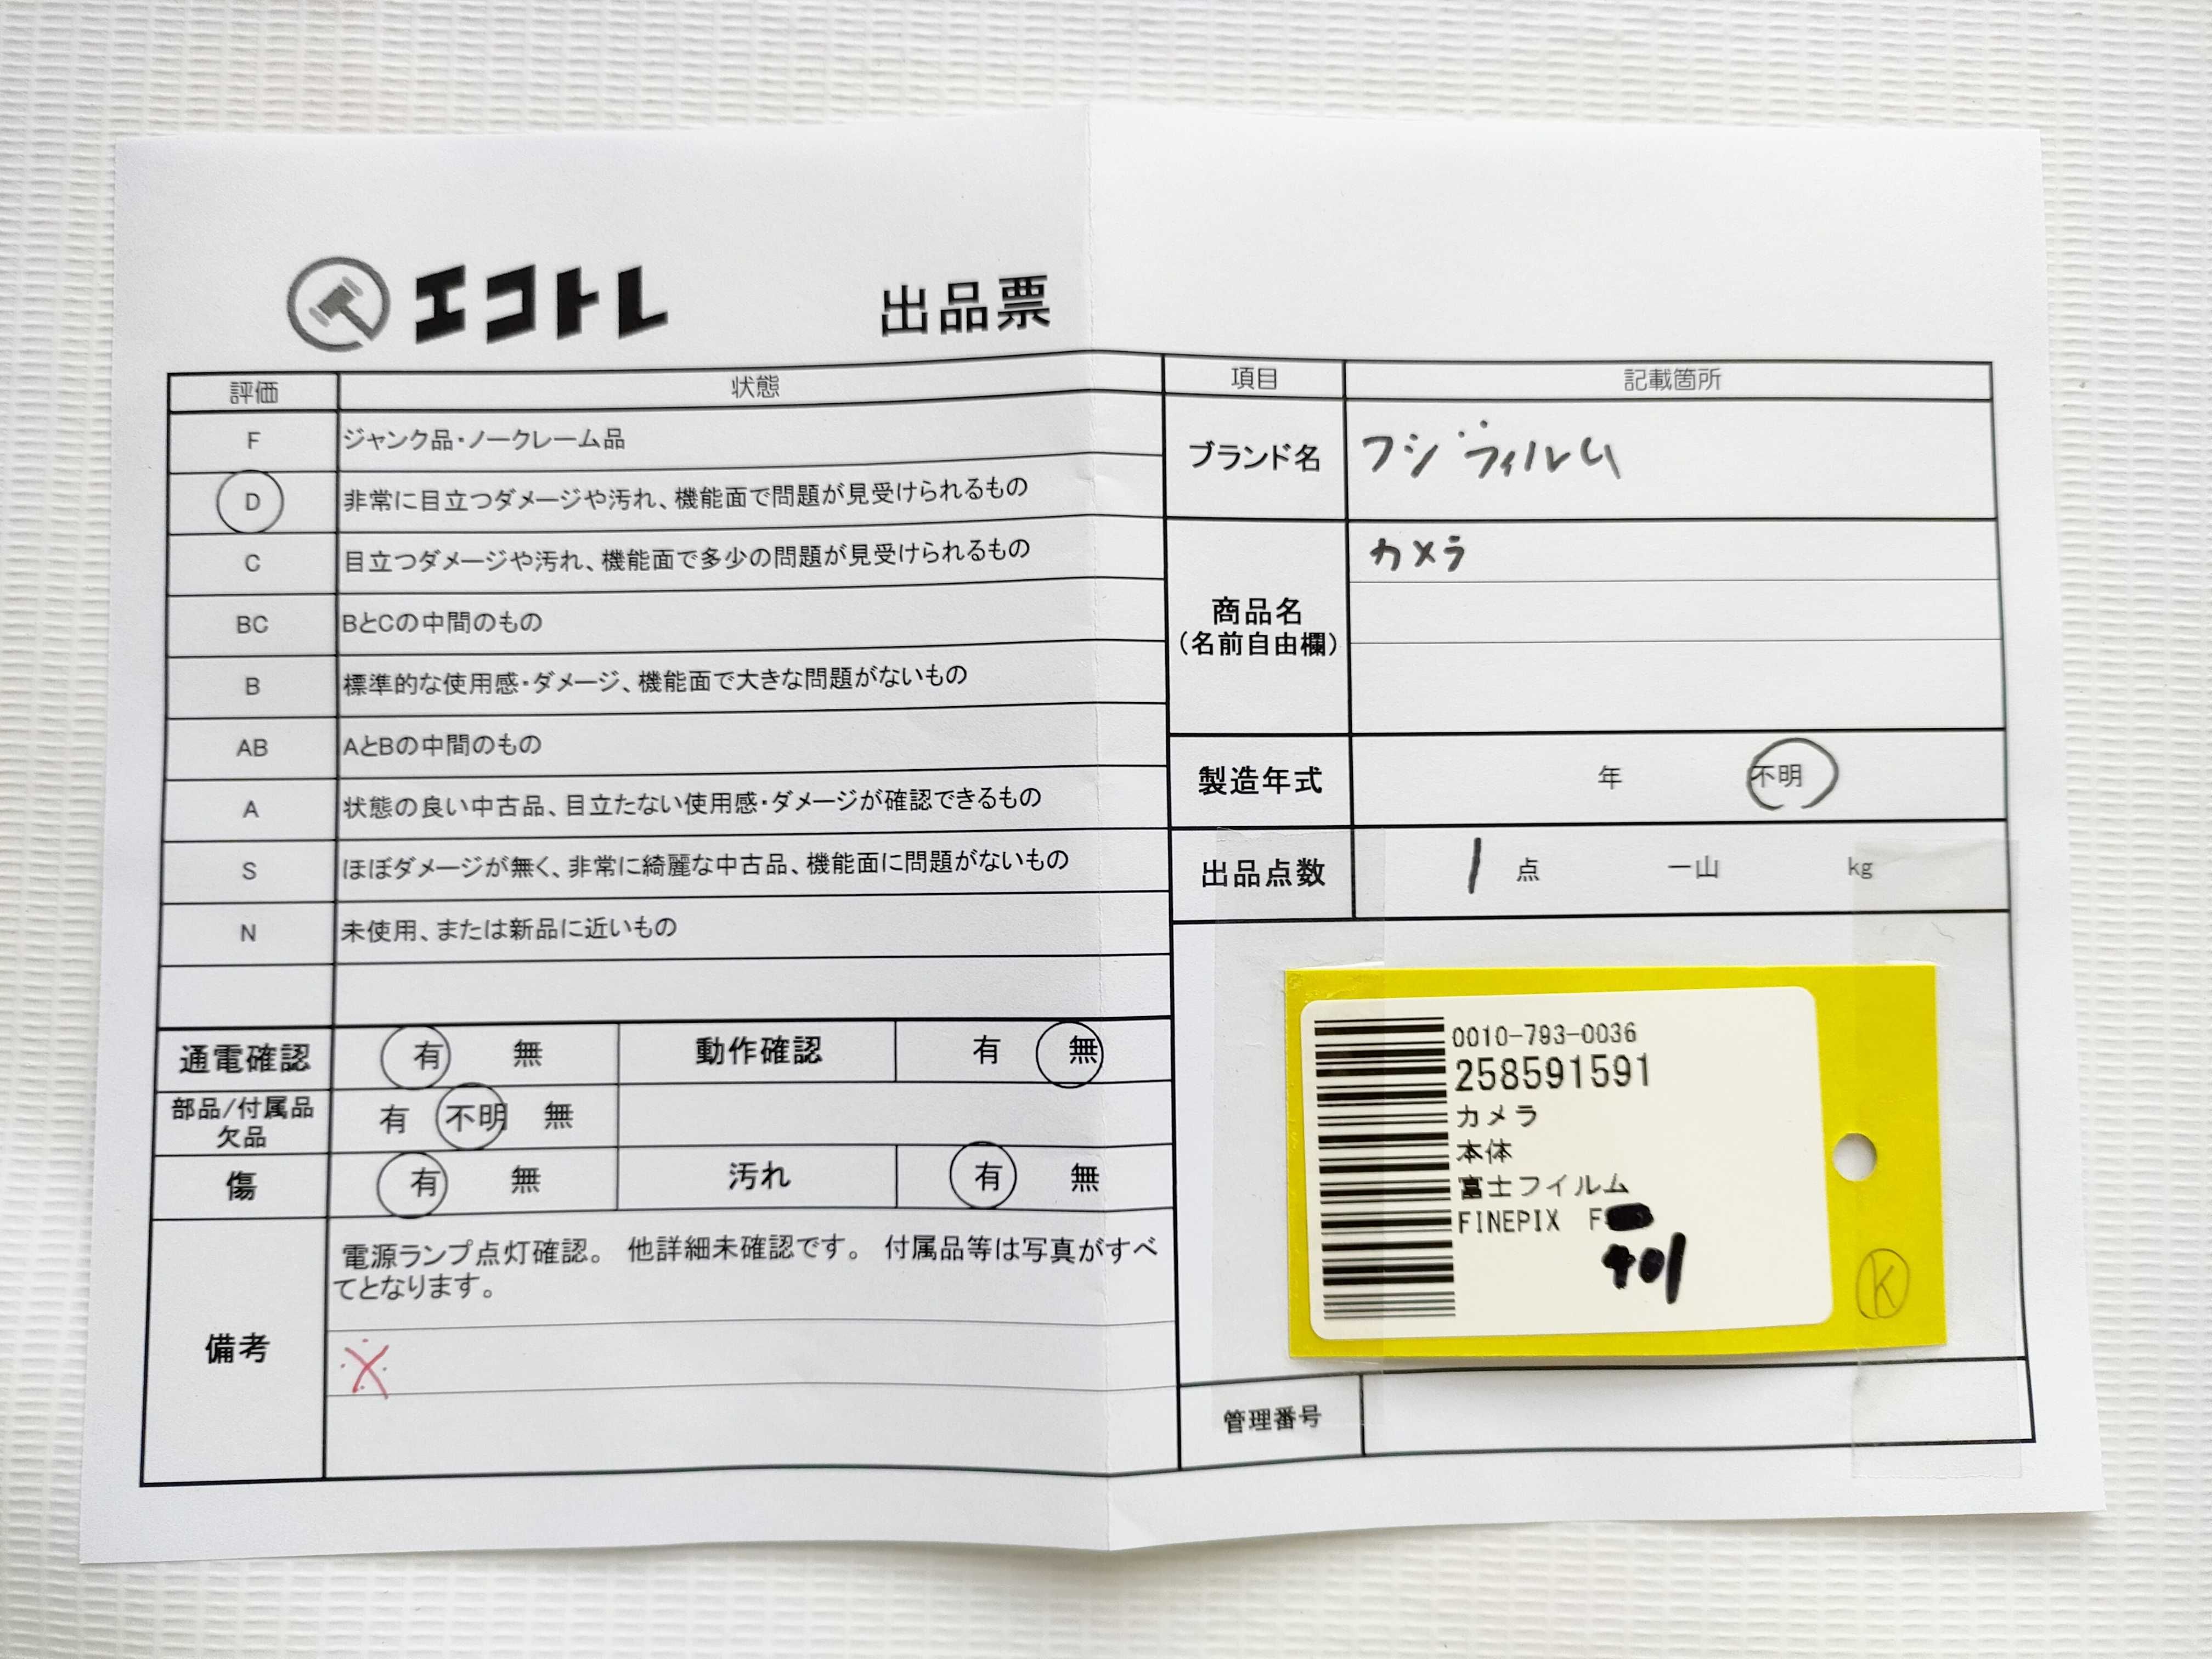 エコトレ 出品票
評価 状態
F ジャンク品・ノークレーム品
D 非常に目立つダメージや汚れ、機能面で問題が見受けられるもの
C 目立つダメージや汚れ、機能面で多少の問題が見受けられるもの
BC BとCの中間のもの
B 標準的な使用感・ダメージ、機能面で大きな問題がないもの
AB AとBの中間のもの
A 状態の良い中古品、目立たない使用感・ダメージが確認できるもの
S ほぼダメージが無く、非常に綺麗な中古品、機能面に問題がないもの
N 未使用、または新品に近いもの
通電確認 有 無 動作確認 有 無
部品/付属品
欠品 有 不明 無
傷 有 無 汚れ 有 無
備考
電源ランプ点灯確認。 他詳細未確認です。 付属品等は写真がすべ
てとなります。
項目 記載箇所
ブランド名 フジフィルム
商品名
(名前自由欄)
カメラ
製造年式 年 不明
出品点数 1 点 一山 kg
0010-793-0036
258591591
カメラ
本体
富士フイルム
FINEPIX F
401
K
管理番号